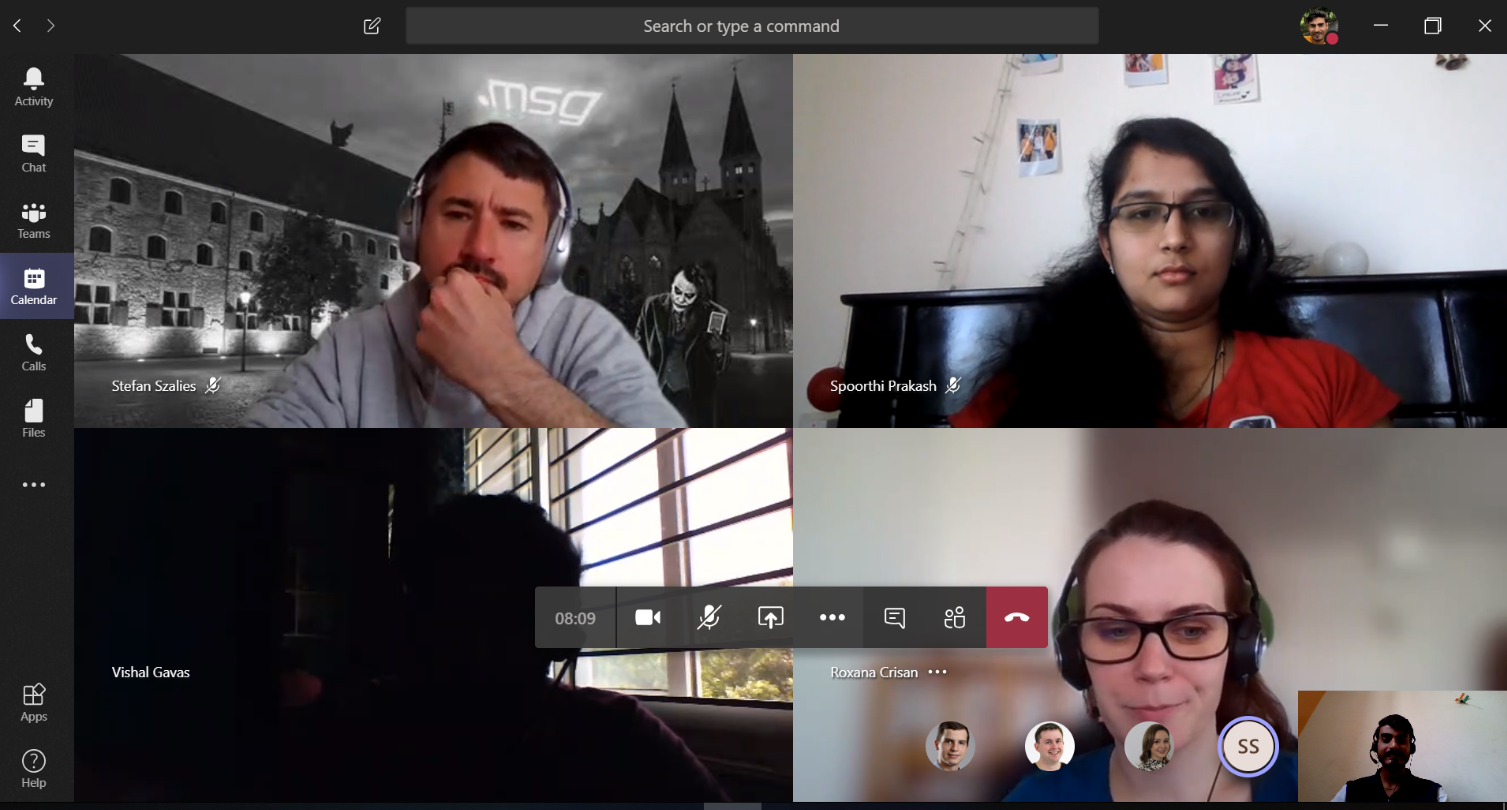 Search or type a command
Activity
Chat
Teams
Calendar
Calls
Files
Apps
Help
.msg
Stefan Szalies
Spoorthi Prakash
08:09
Vishal Gavas
Roxana Crisan
SS